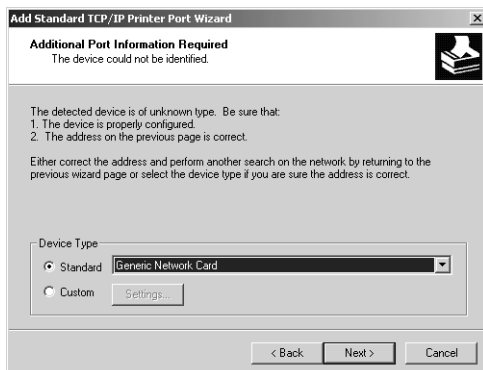 Add Standard TCP/IP Printer Port Wizard
Additional Port Information Required
The device could not be identified.
The detected device is of unknown type. Be sure that:
1. The device is properly configured.
2. The address on the previous page is correct.
Either correct the address and perform another search on the network by returning to the
previous wizard page or select the device type if you are sure the address is correct.
Device Type
Standard Generic Network Card
Custom Settings...
< Back Next > Cancel